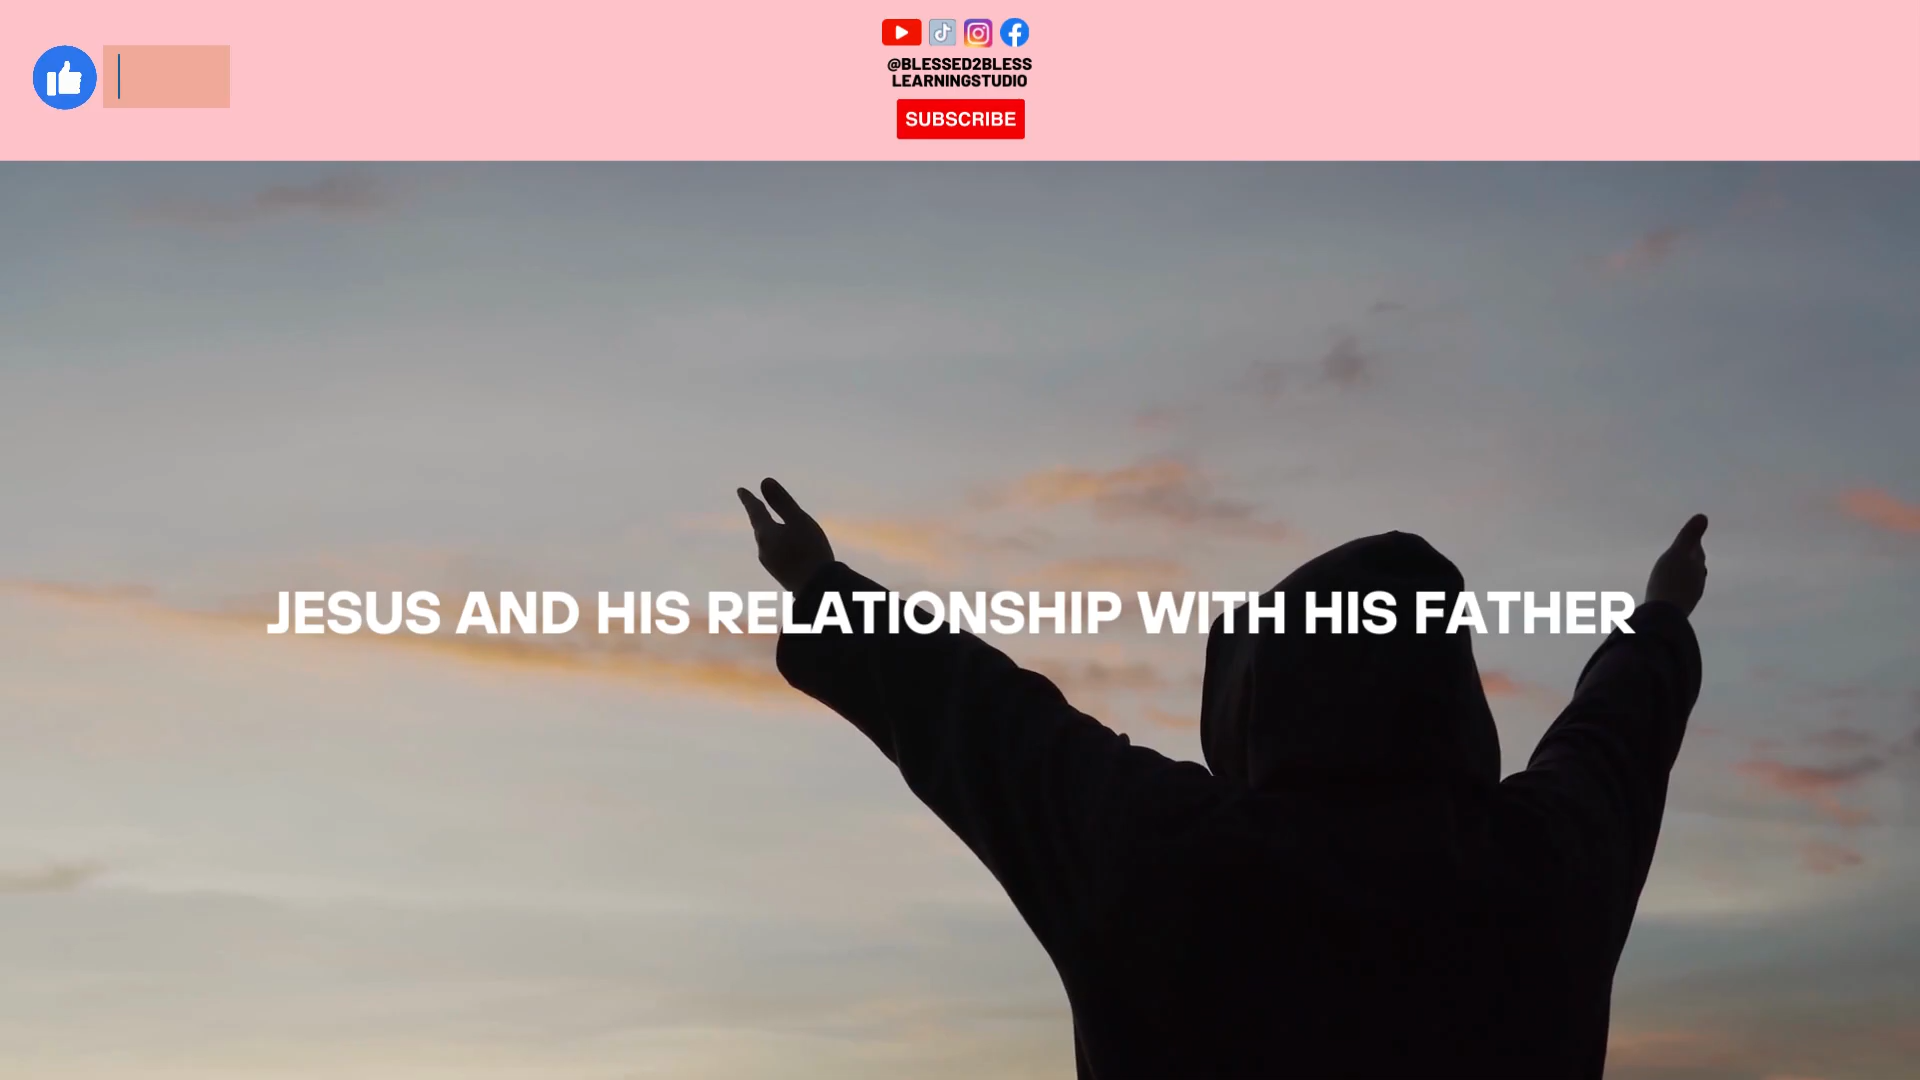 @BLESSED2BLESS
LEARNINGSTUDIO
SUBSCRIBE
JESUS AND HIS RELATIONSHIP WITH HIS FATHER